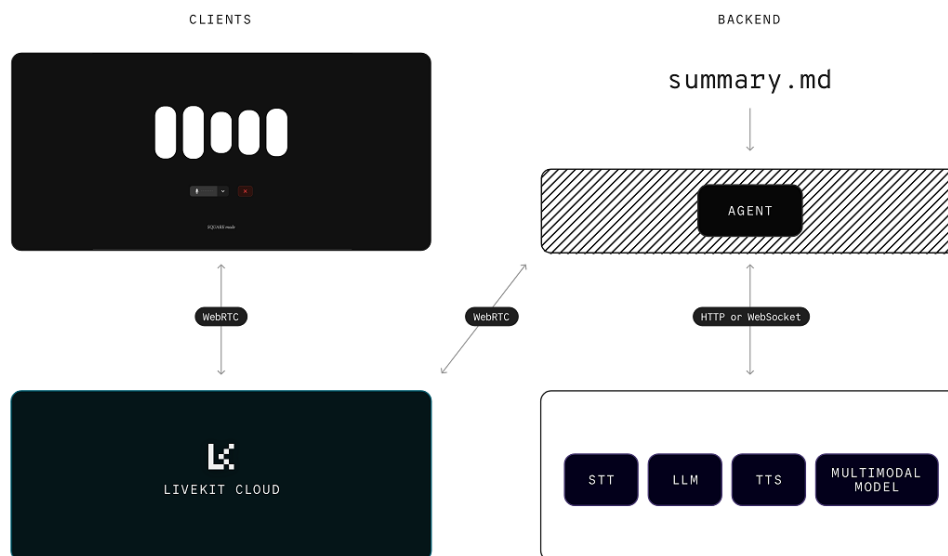 CLIENTS
BACKEND
summary.md
AGENT
WebRTC
WebRTC
HTTP or WebSocket
LIVEKIT CLOUD
STT
LLM
TTS
MULTIMODAL
MODEL